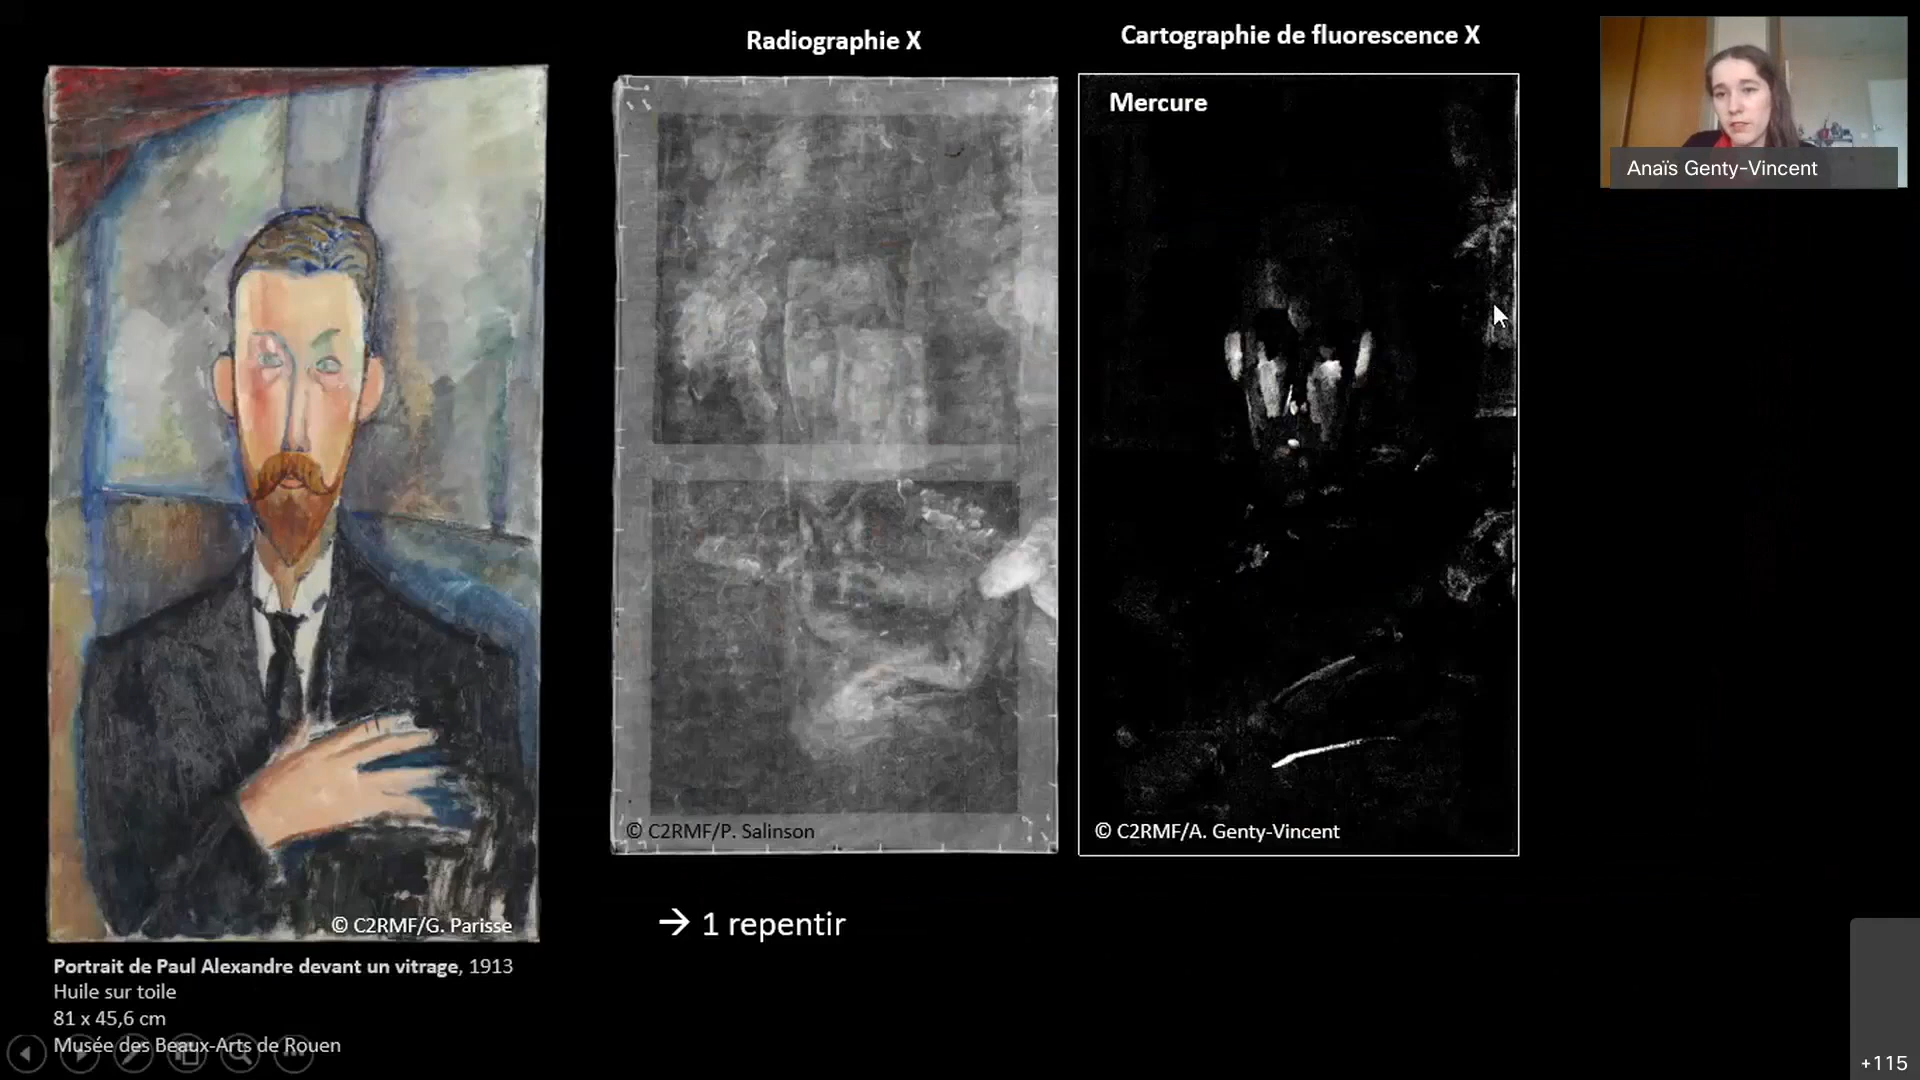 Radiographie X
Cartographie de fluorescence X
Mercure
Anaïs Genty-Vincent
© C2RMF/P. Salinson
© C2RMF/A. Genty-Vincent
© C2RMF/G. Parisse
→ 1 repentir
Portrait de Paul Alexandre devant un vitrage, 1913
Huile sur toile
81 x 45,6 cm
Musée des Beaux-Arts de Rouen
+115